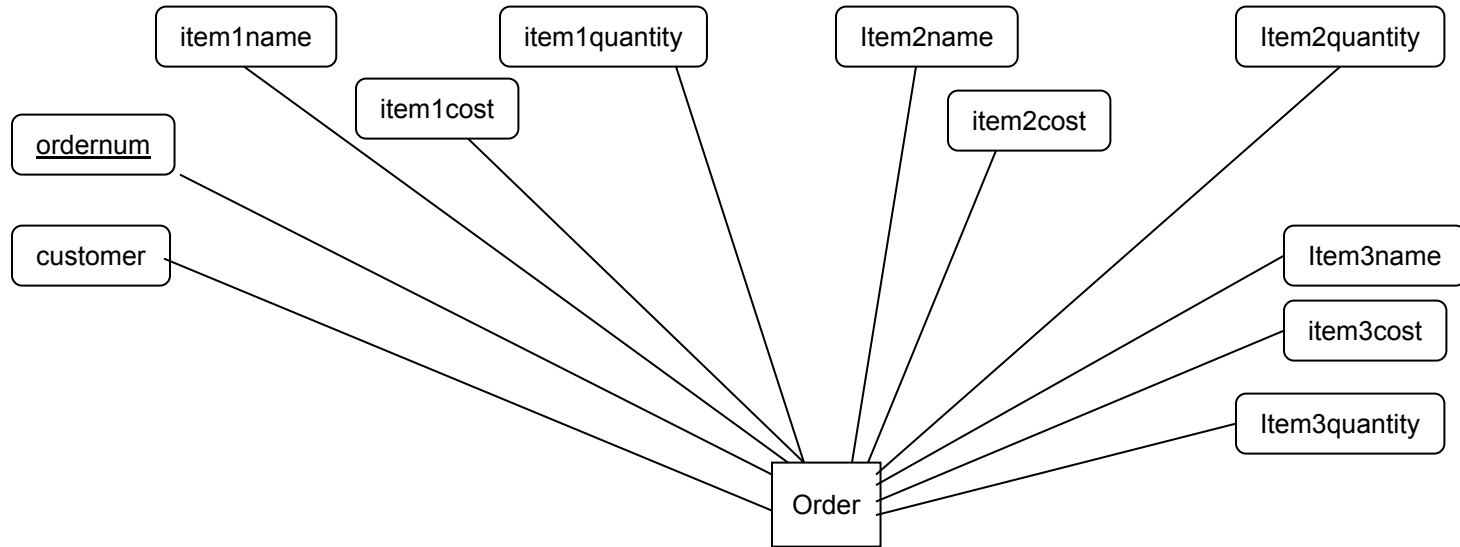 item1name
item1quantity
Item2name
Item2quantity
item1cost
item2cost
ordernum
customer
Item3name
item3cost
Item3quantity
Order